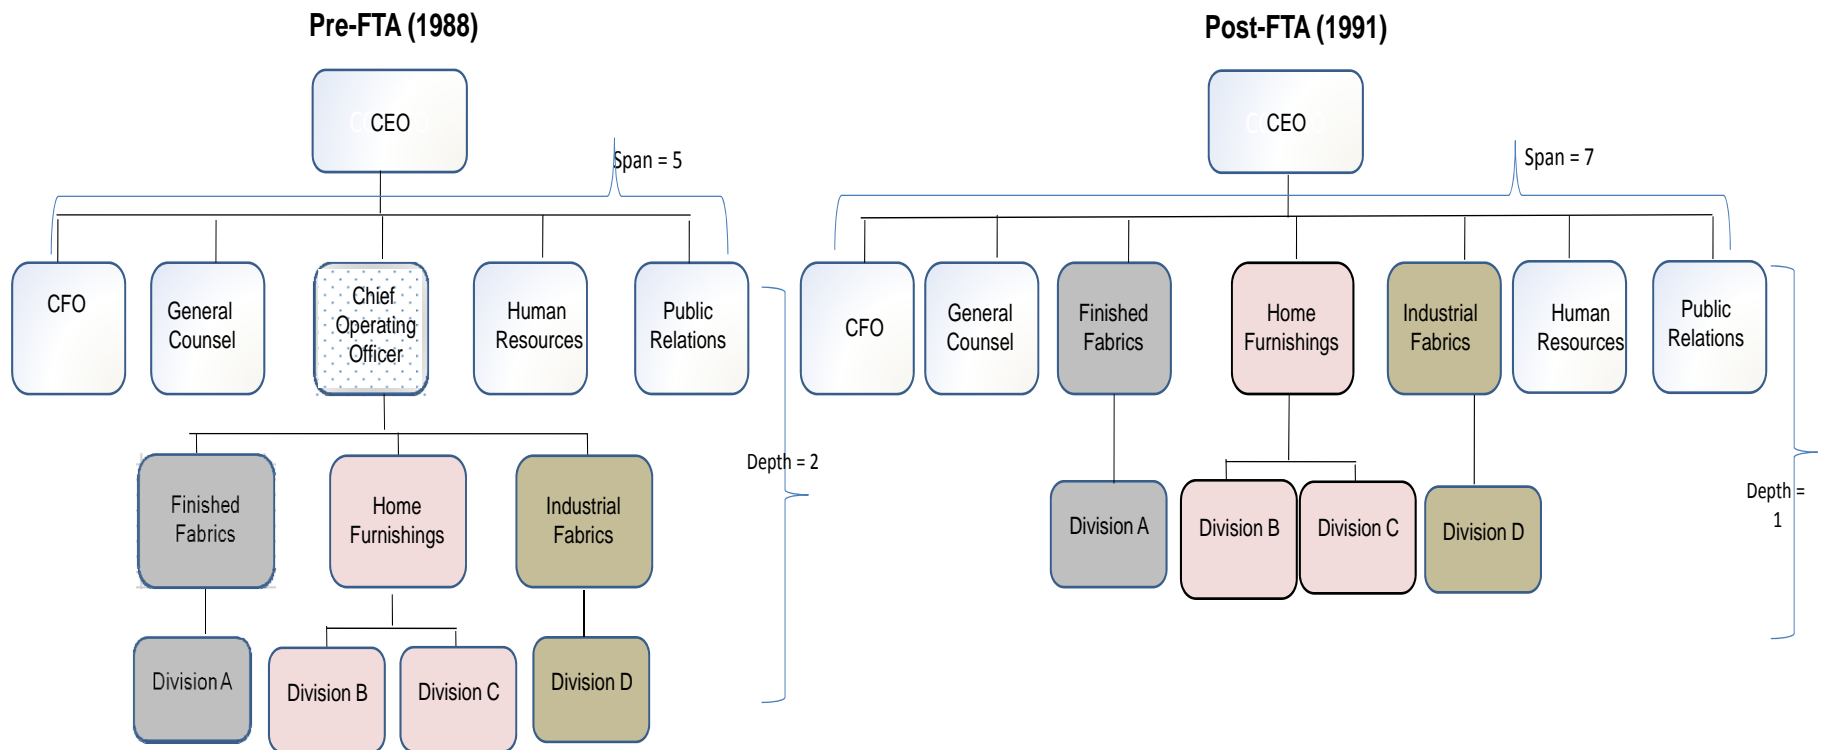 Pre-FTA (1988)
CEO
Span = 5
CFO
General
Counsel
Chief
Operating
Officer
Human
Resources
Public
Relations
Depth = 2
Finished
Fabrics
Home
Furnishings
Industrial
Fabrics
Division A
Division B
Division C
Division D
Post-FTA (1991)
CEO
Span = 7
CFO
General
Counsel
Finished
Fabrics
Home
Furnishings
Industrial
Fabrics
Human
Resources
Public
Relations
Depth =
1
Division A
Division B
Division C
Division D